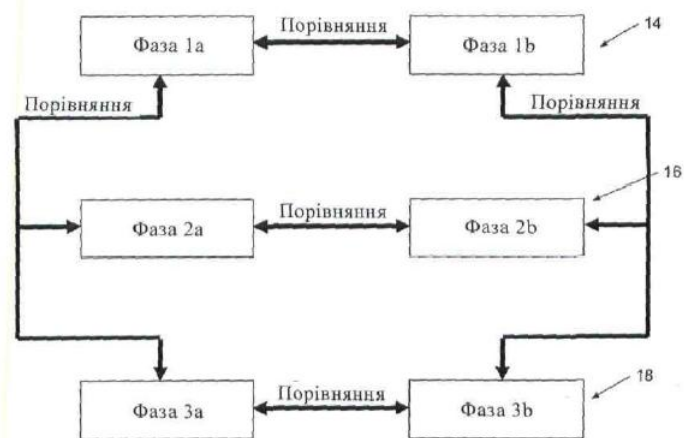 Фаза 1a
Порівняння
Фаза 1b
14
Порівняння
Порівняння
16
Фаза 2a
Порівняння
Фаза 2b
Фаза 3a
Порівняння
Фаза 3b
18